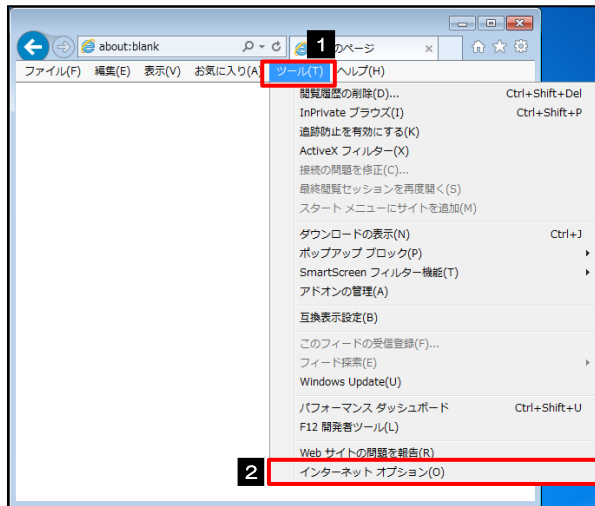 1
about:blank
のページ
ファイル(F) 編集(E) 表示(V) お気に入り(A) ツール(T) ヘルプ(H)
閲覧履歴の削除(D)... Ctrl+Shift+Del
InPrivate ブラウズ(I) Ctrl+Shift+P
追跡防止を有効にする(K)
ActiveX フィルター(X)
接続の問題を修正(C)...
最終閲覧セッションを再度開く(S)
スタート メニューにサイトを追加(M)
ダウンロードの表示(N) Ctrl+J
ポップアップ ブロック(P)
SmartScreen フィルター機能(T)
アドオンの管理(A)
互換表示設定(B)
このフィードの受信登録(F)...
フィード探索(E)
Windows Update(U)
パフォーマンス ダッシュボード Ctrl+Shift+U
F12 開発者ツール(L)
Web サイトの問題を報告(R)
2 インターネット オプション(O)